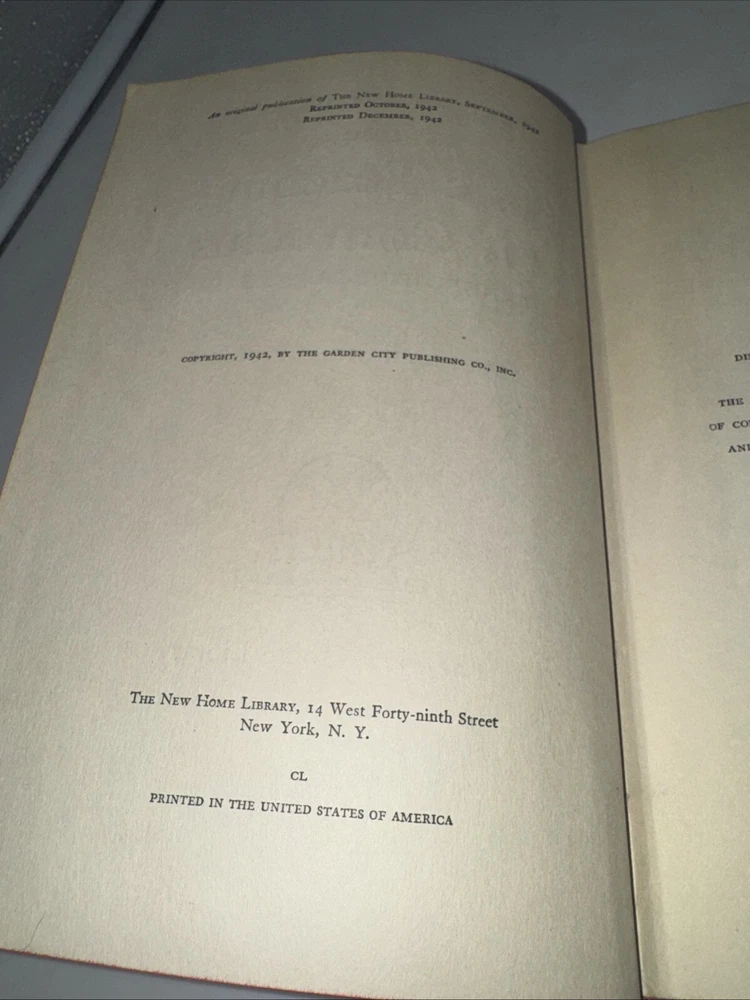 An original publication of THE NEW HOME LIBRARY, SEPTEMBER, 1942
REPRINTED OCTOBER, 1942
REPRINTED DECEMBER, 1942
COPYRIGHT, 1942, BY THE GARDEN CITY PUBLISHING CO., INC.
THE NEW HOME LIBRARY, 14 West Forty-ninth Street
New York, N. Y.
CL
PRINTED IN THE UNITED STATES OF AMERICA
THE
OF